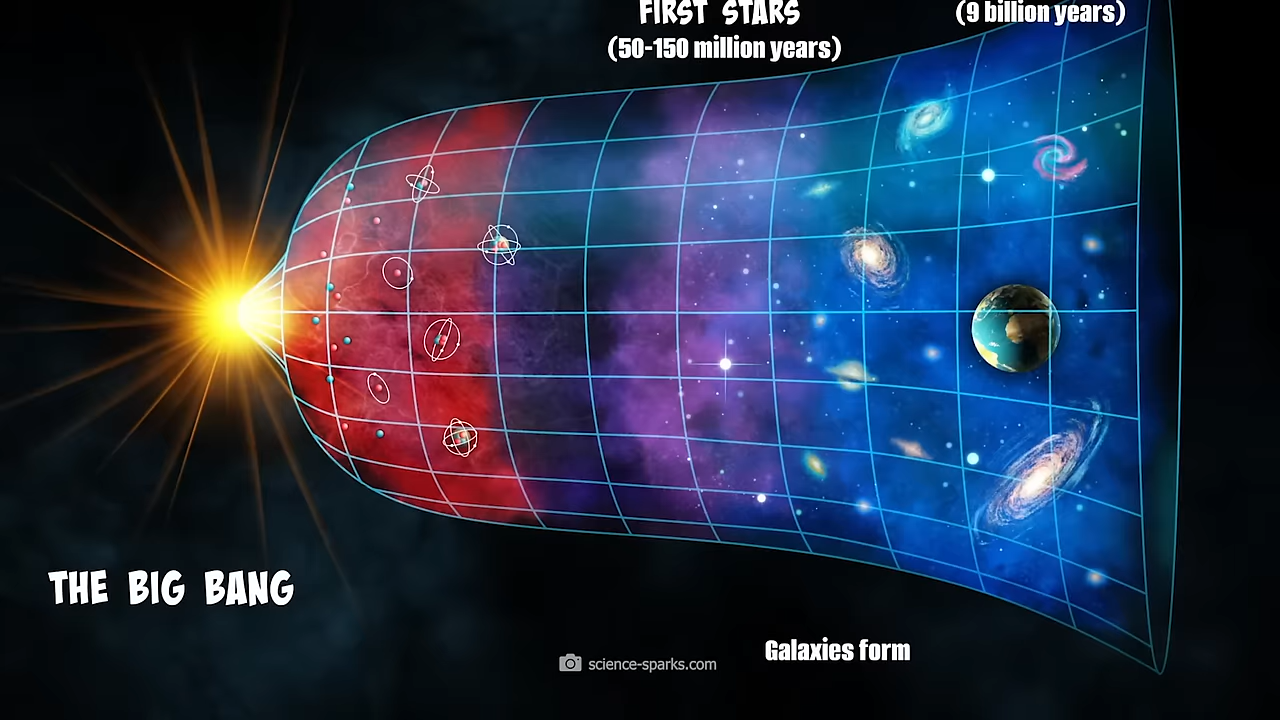 FIRST STARS
(50-150 million years)
(9 billion years)
THE BIG BANG
Galaxies form
science-sparks.com